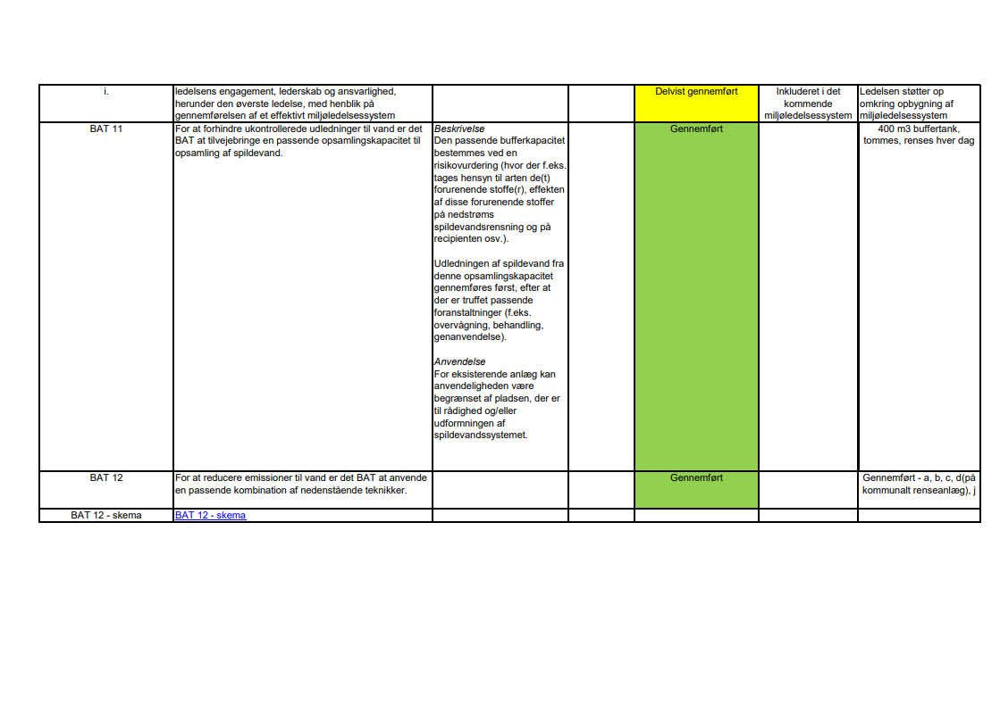 i.
ledelsens engagement, lederskab og ansvarlighed,
herunder den øverste ledelse, med henblik på
gennemførelsen af et effektivt miljøledelsessystem
Delvist gennemført
Inkluderet i det
kommende
miljøledelsessystem
Ledelsen støtter op
omkring opbygning af
miljøledelsessystem
BAT 11
For at forhindre ukontrollerede udledninger til vand er det
BAT at tilvejebringe en passende opsamlingskapacitet til
opsamling af spildevand.
Beskrivelse
Den passende bufferkapacitet
bestemmes ved en
risikovurdering (hvor der f.eks.
tages hensyn til arten de(t)
forurenende stoffe(r), effekten
af disse forurenende stoffer
på nedstrøms
spildevandsrensning og på
recipienten osv.).
Udledningen af spildevand fra
denne opsamlingskapacitet
gennemføres først, efter at
der er truffet passende
foranstaltninger (f.eks.
overvågning, behandling,
genanvendelse).
Anvendelse
For eksisterende anlæg kan
anvendeligheden være
begrænset af pladsen, der er
til rådighed og/eller
udformningen af
spildevandssystemet.
Gennemført
400 m3 buffertank,
tommes, renses hver dag
BAT 12
For at reducere emissioner til vand er det BAT at anvende
en passende kombination af nedenstående teknikker.
Gennemført
Gennemført - a, b, c, d(på
kommunalt renseanlæg), j
BAT 12 - skema
BAT 12 - skema